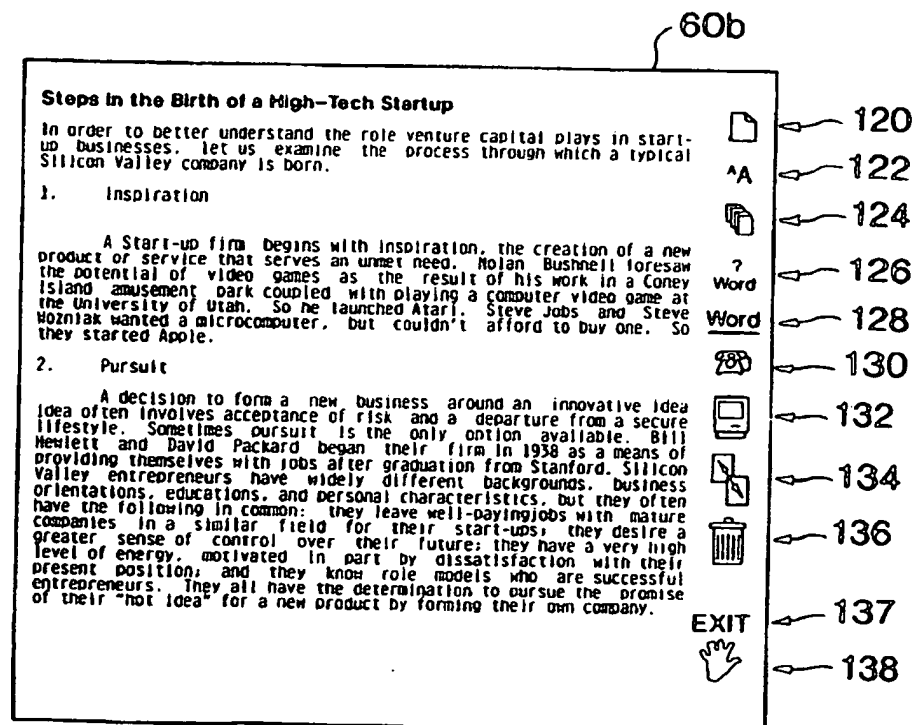 60b
Steps in the Birth of a High-Tech Startup
In order to better understand the role venture capital plays in start-
up businesses, let us examine the process through which a typical
Silicon Valley company is born.
1. Inspiration
A Start-up firm begins with inspiration, the creation of a new
product or service that serves an unmet need. Nolan Bushnell foresaw
the potential of video games as the result of his work in a Coney
Island amusement park coupled with playing a computer video game at
the University of Utah. So he launched Atari. Steve Jobs and Steve
Wozniak wanted a microcomputer, but couldn't afford to buy one. So
they started Apple.
2. Pursuit
A decision to form a new business around an innovative idea
idea often involves acceptance of risk and a departure from a secure
lifestyle. Sometimes pursuit is the only option available. Bill
Hewlett and David Packard began their firm in 1938 as a means of
providing themselves with jobs after graduation from Stanford. Silicon
Valley entrepreneurs have widely different backgrounds, business
orientations, educations, and personal characteristics, but they often
have the following in common: they leave well-payingjobs with mature
companies in a similar field for their start-ups; they desire a
greater sense of control over their future; they have a very high
level of energy, motivated in part by dissatisfaction with their
present position; and they know role models who are successful
entrepreneurs. They all have the determination to pursue the promise
of their "hot idea" for a new product by forming their own company.
120
AA 122
124
? Word 126
Word 128
130
132
134
136
EXIT 137
138